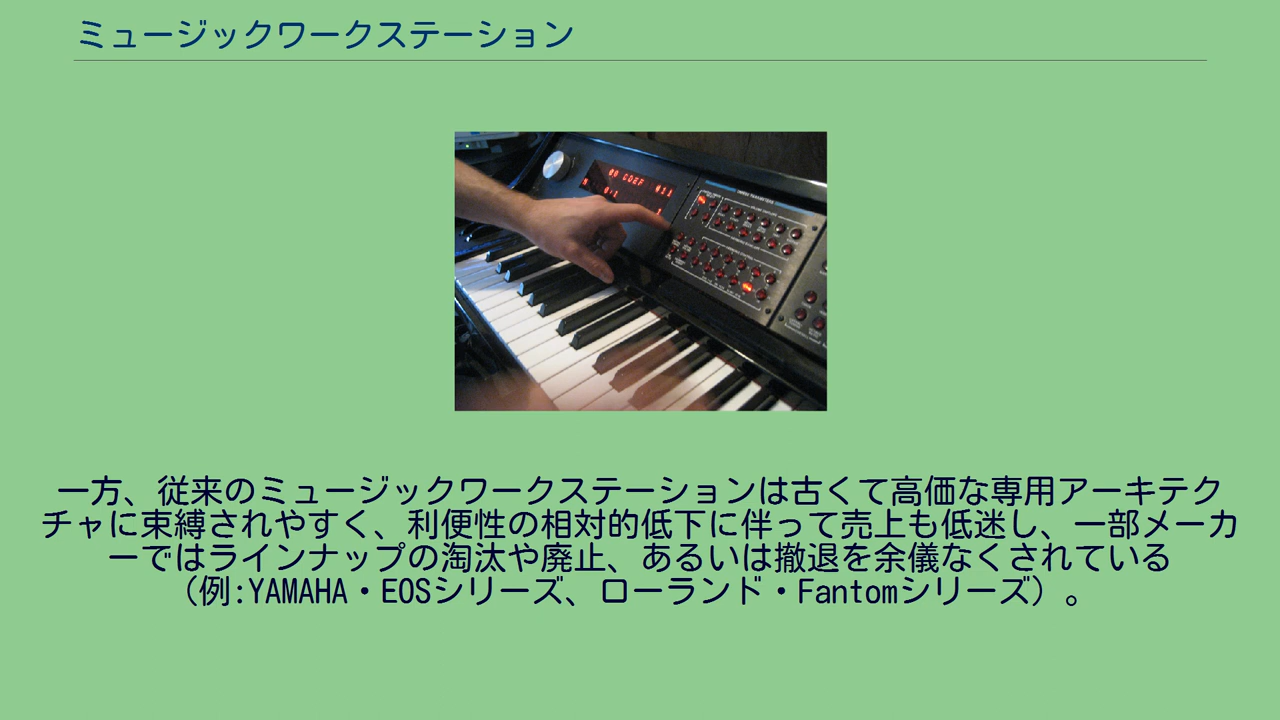 ミュージックワークステーション
一方、従来のミュージックワークステーションは古くて高価な専用アーキテク
チャに束縛されやすく、利便性の相対的低下に伴って売上も低迷し、一部メーカ
ーではラインナップの淘汰や廃止、あるいは撤退を余儀なくされている
（例:YAMAHA・EOSシリーズ、ローランド・Fantomシリーズ）。